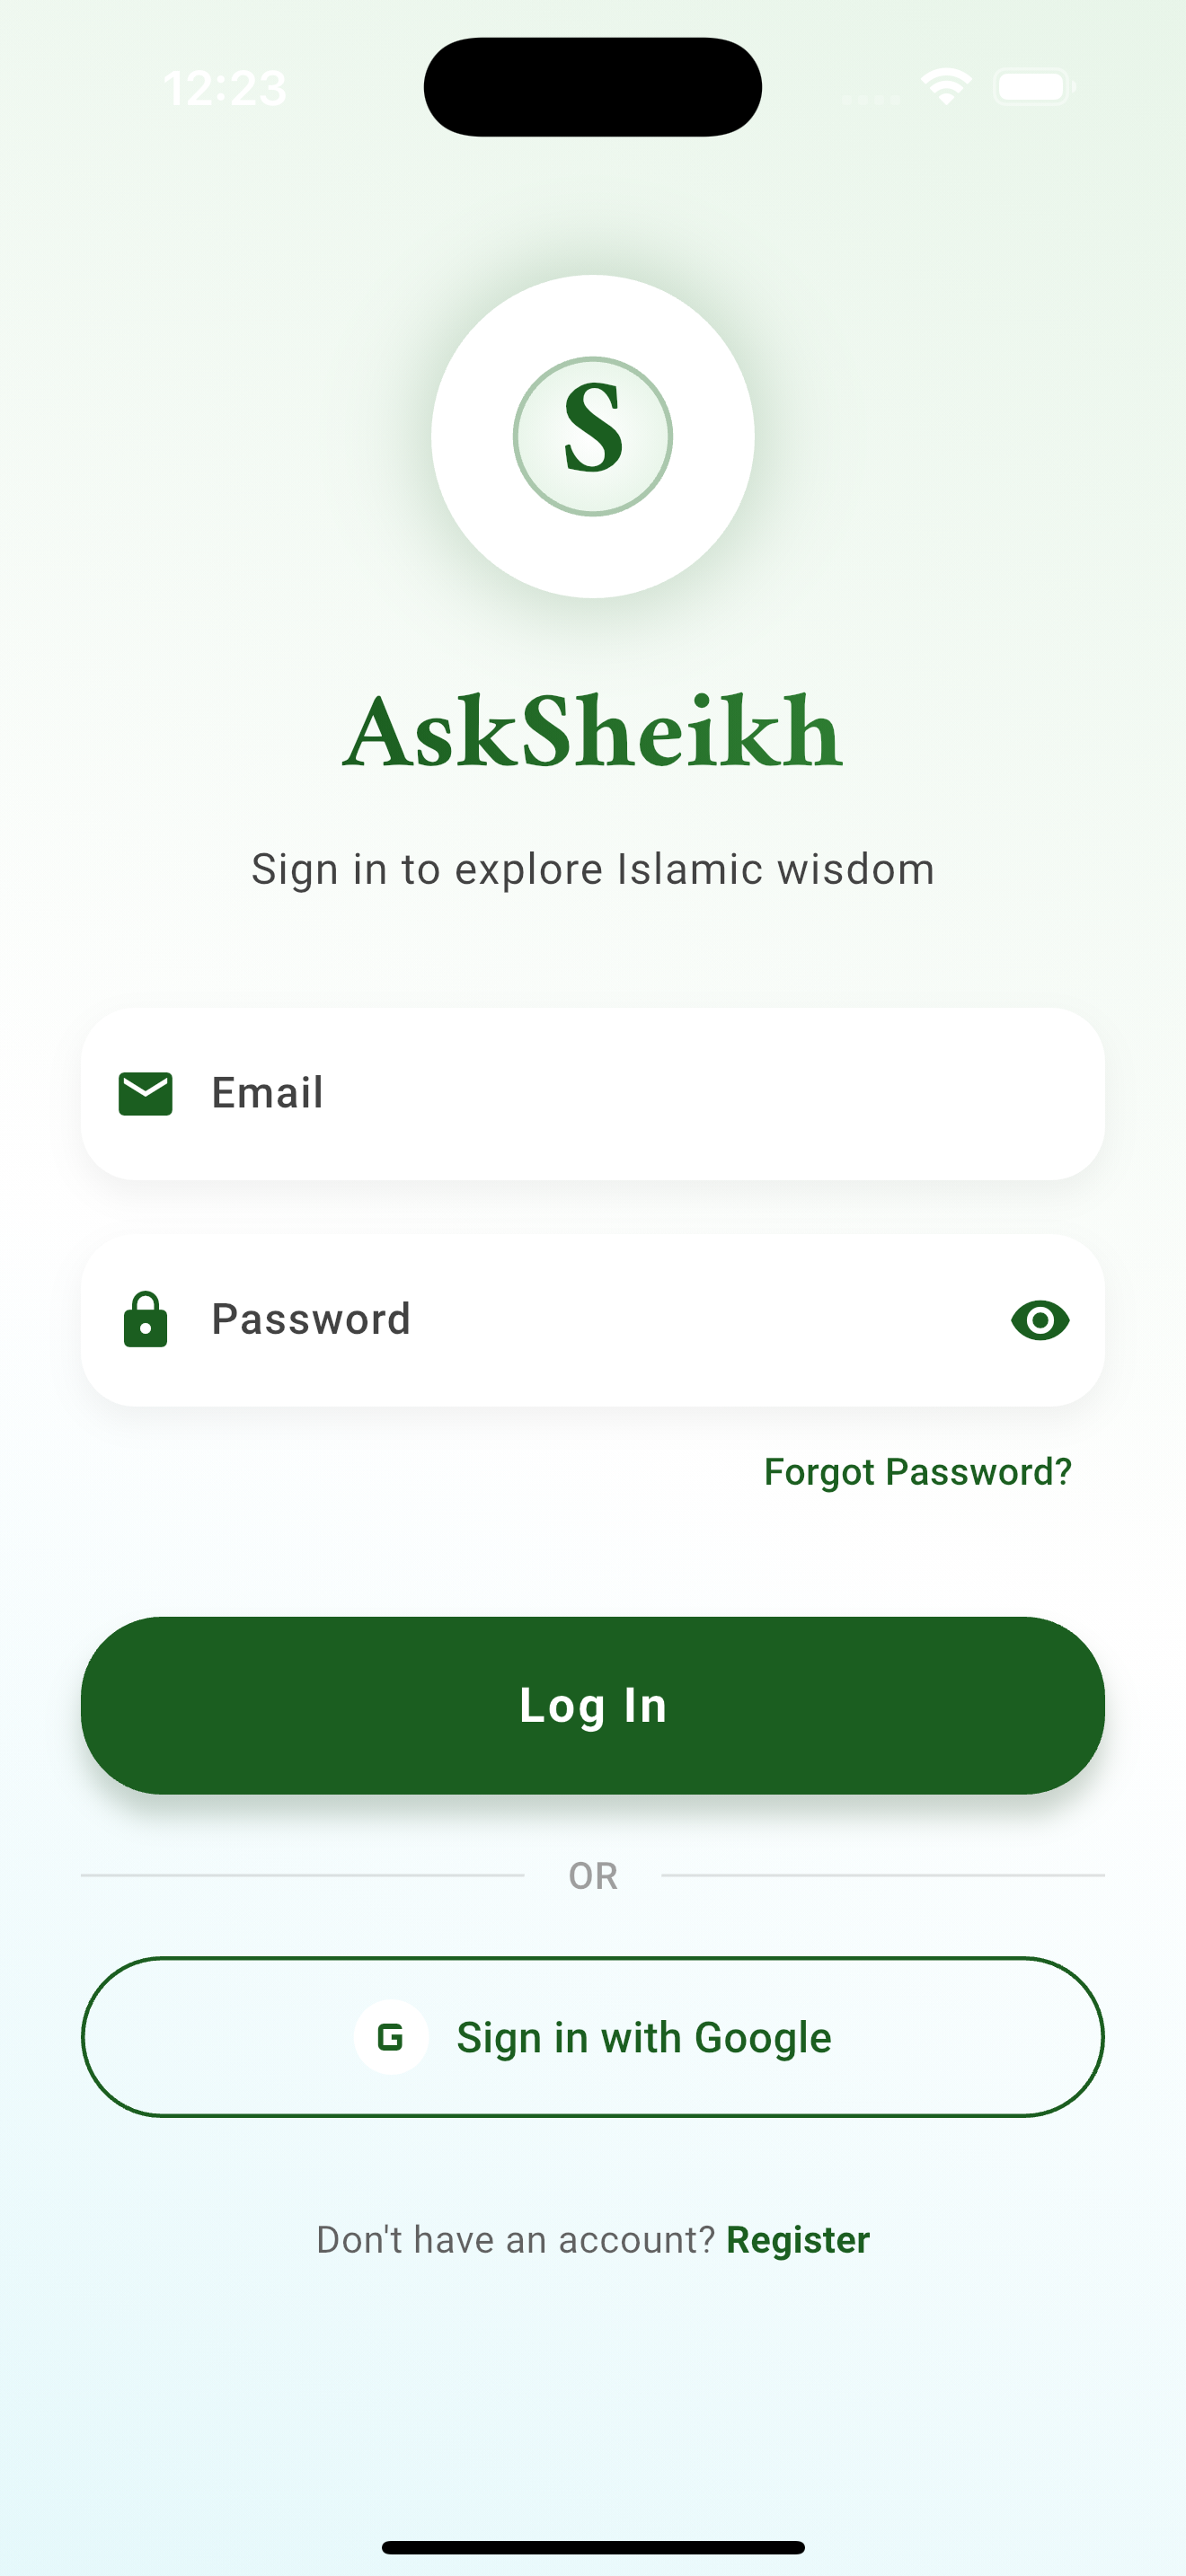 12:23
S
AskSheikh
Sign in to explore Islamic wisdom
Email
Password
Forgot Password?
Log In
OR
G Sign in with Google
Don't have an account? Register